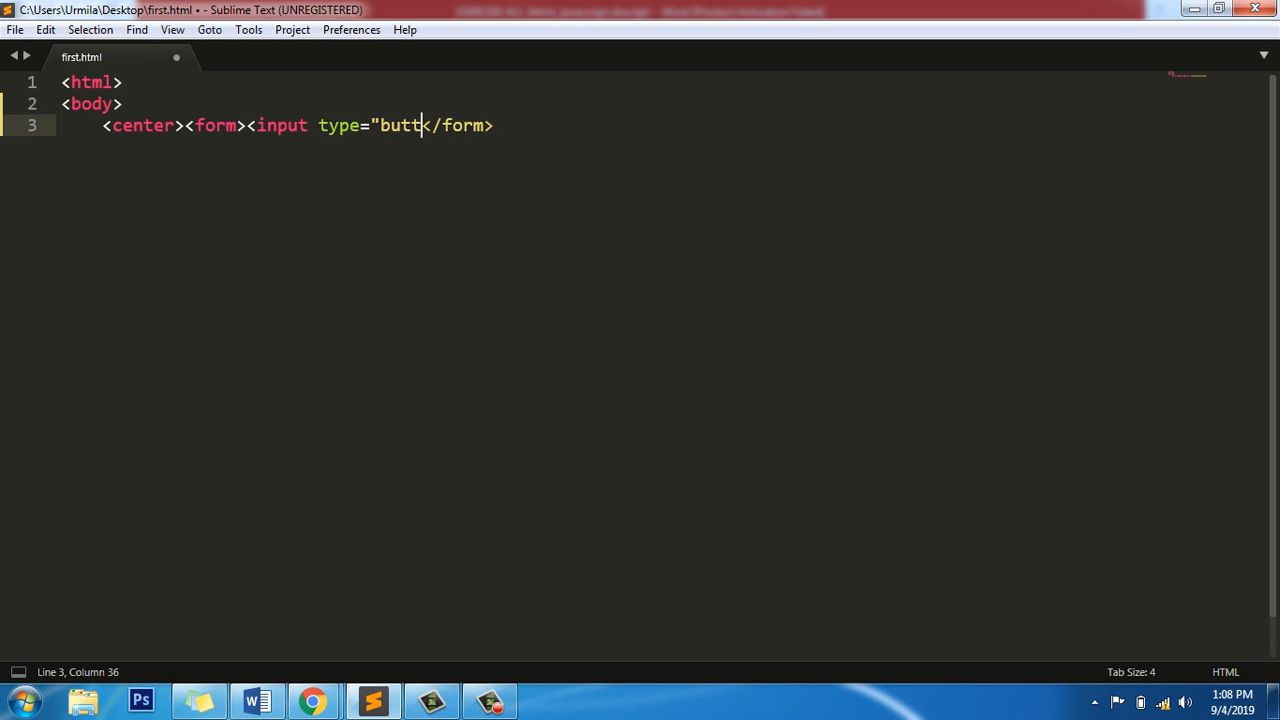 C:\Users\Urmila\Desktop\first.html • - Sublime Text (UNREGISTERED)
File Edit Selection Find View Goto Tools Project Preferences Help
first.html
1 <html>
2 <body>
3 <center><form><input type="butt</form>
Line 3, Column 36 Tab Size: 4 HTML
Ps
W
1:08 PM
9/4/2019